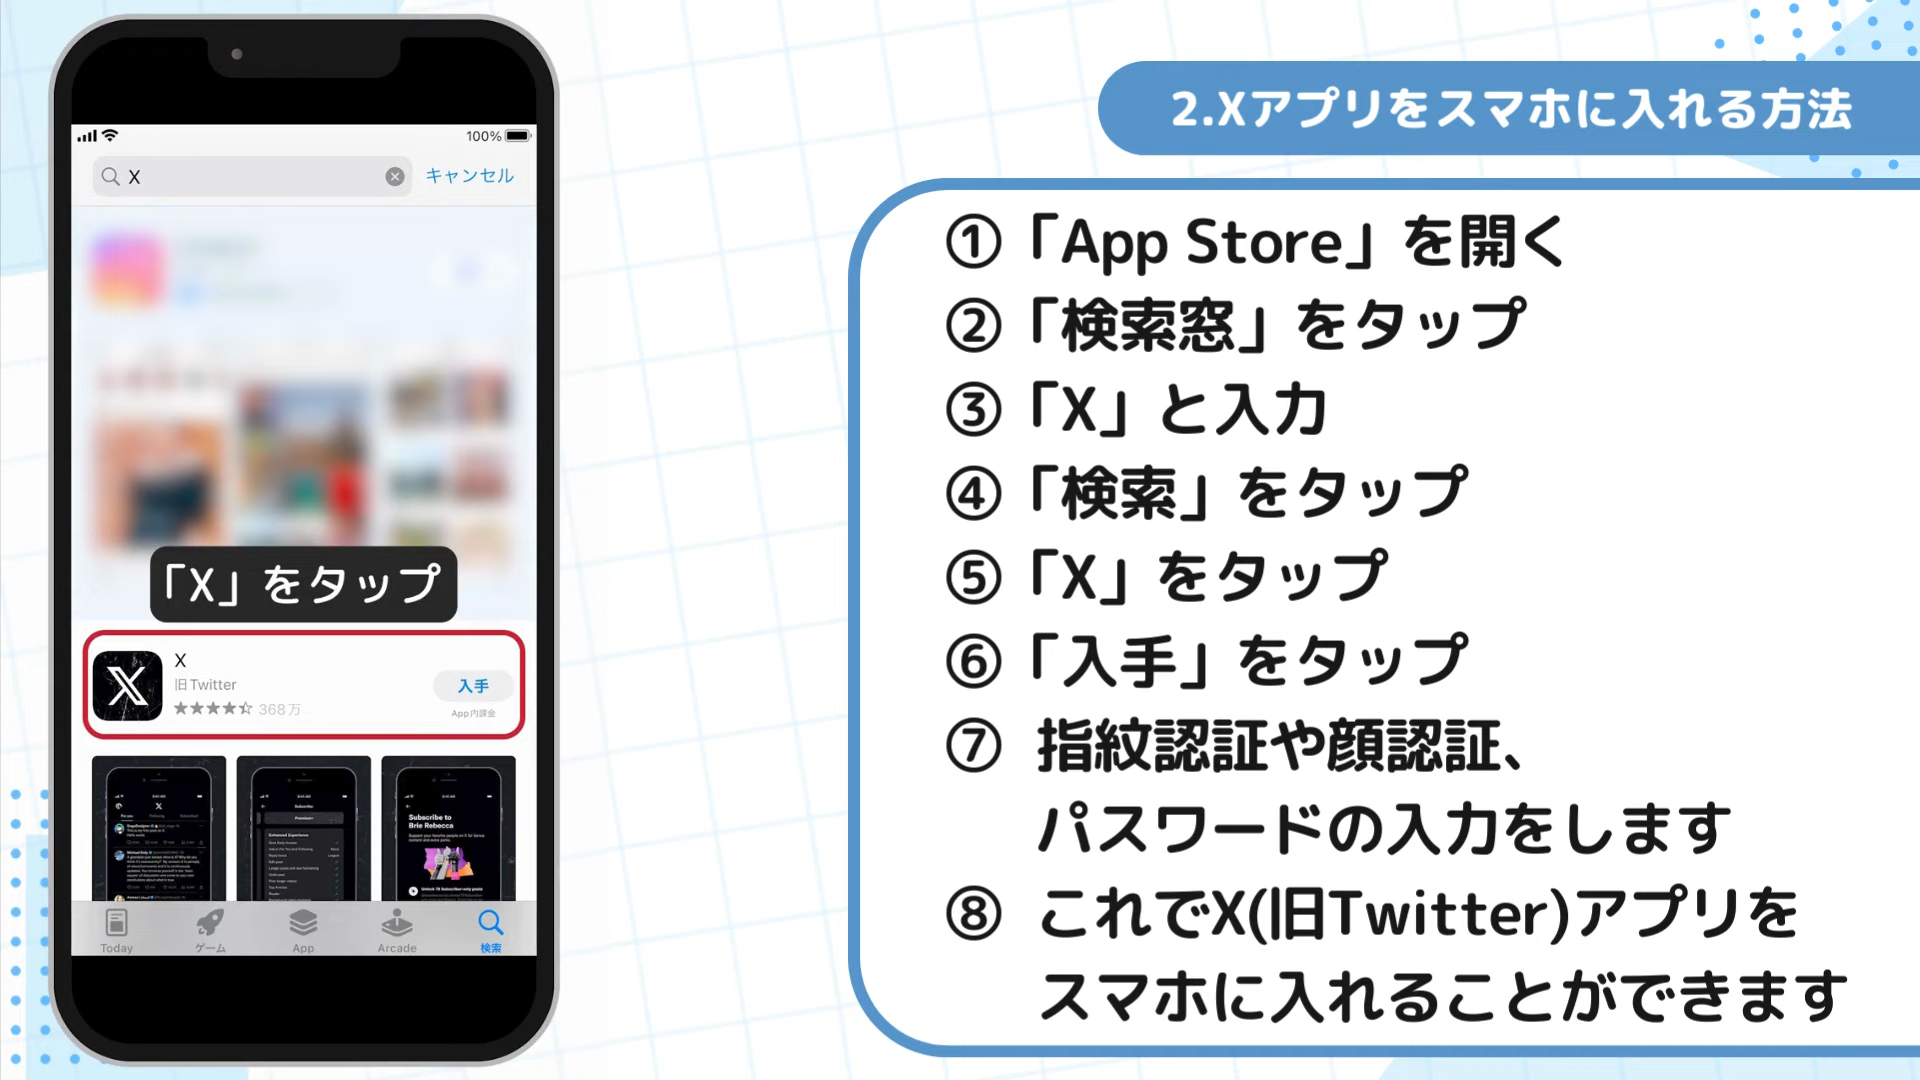 2.Xアプリをスマホに入れる方法
①「App Store」を開く
②「検索窓」をタップ
③「X」と入力
④「検索」をタップ
⑤「X」をタップ
⑥「入手」をタップ
⑦ 指紋認証や顔認証、
パスワードの入力をします
⑧ これでX(旧Twitter)アプリを
スマホに入れることができます
100%
X
キャンセル
「X」をタップ
X
旧Twitter
入手
368万
App内課金
Subscribe to
Brie Rebecca
Subscribe
Enhanced Experience
Today
ゲーム
App
Arcade
検索